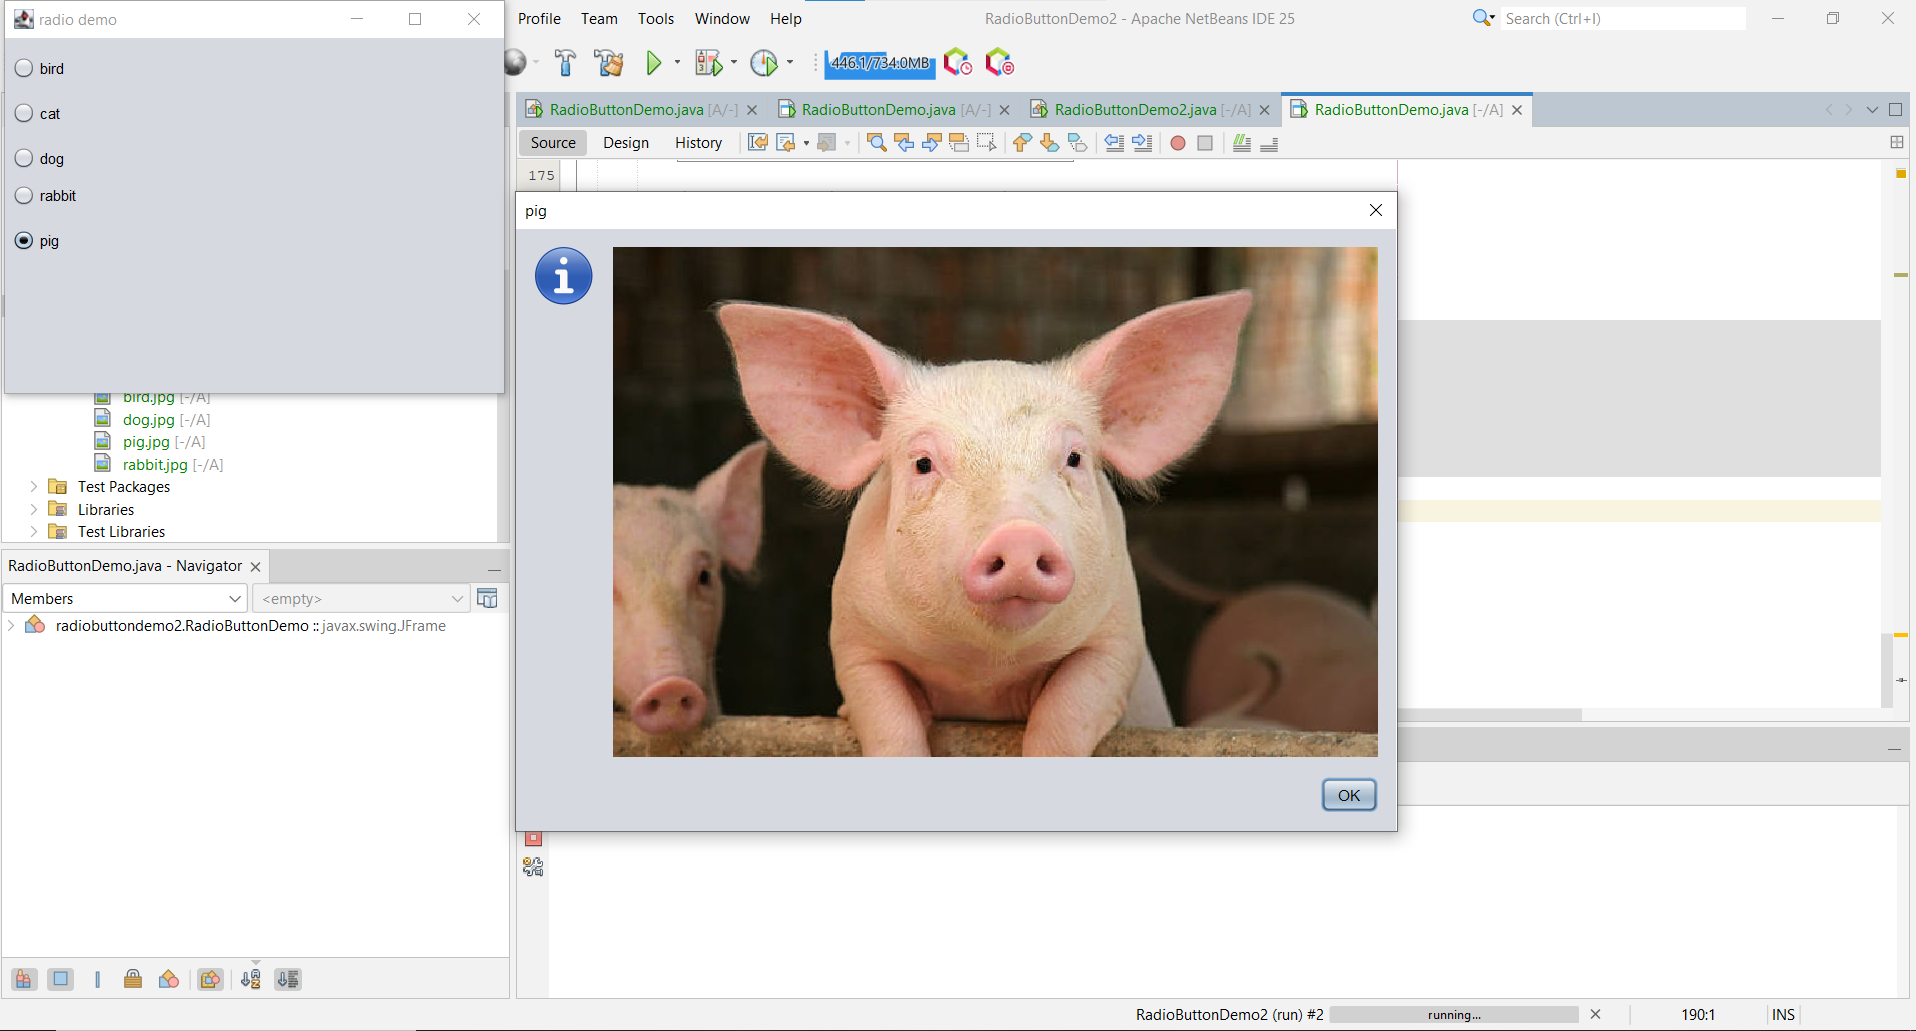 radio demo
Profile Team Tools Window Help
RadioButtonDemo2 - Apache NetBeans IDE 25
Search (Ctrl+I)
446.1/734.0MB
bird
cat
dog
rabbit
pig
RadioButtonDemo.java [A/-]
RadioButtonDemo.java [A/-]
RadioButtonDemo2.java [-/A]
RadioButtonDemo.java [-/A]
Source Design History
175
pig
OK
bird.jpg [-/A]
dog.jpg [-/A]
pig.jpg [-/A]
rabbit.jpg [-/A]
Test Packages
Libraries
Test Libraries
RadioButtonDemo.java - Navigator
Members
<empty>
radiobuttondemo2.RadioButtonDemo :: javax.swing.JFrame
RadioButtonDemo2 (run) #2
running...
190:1
INS